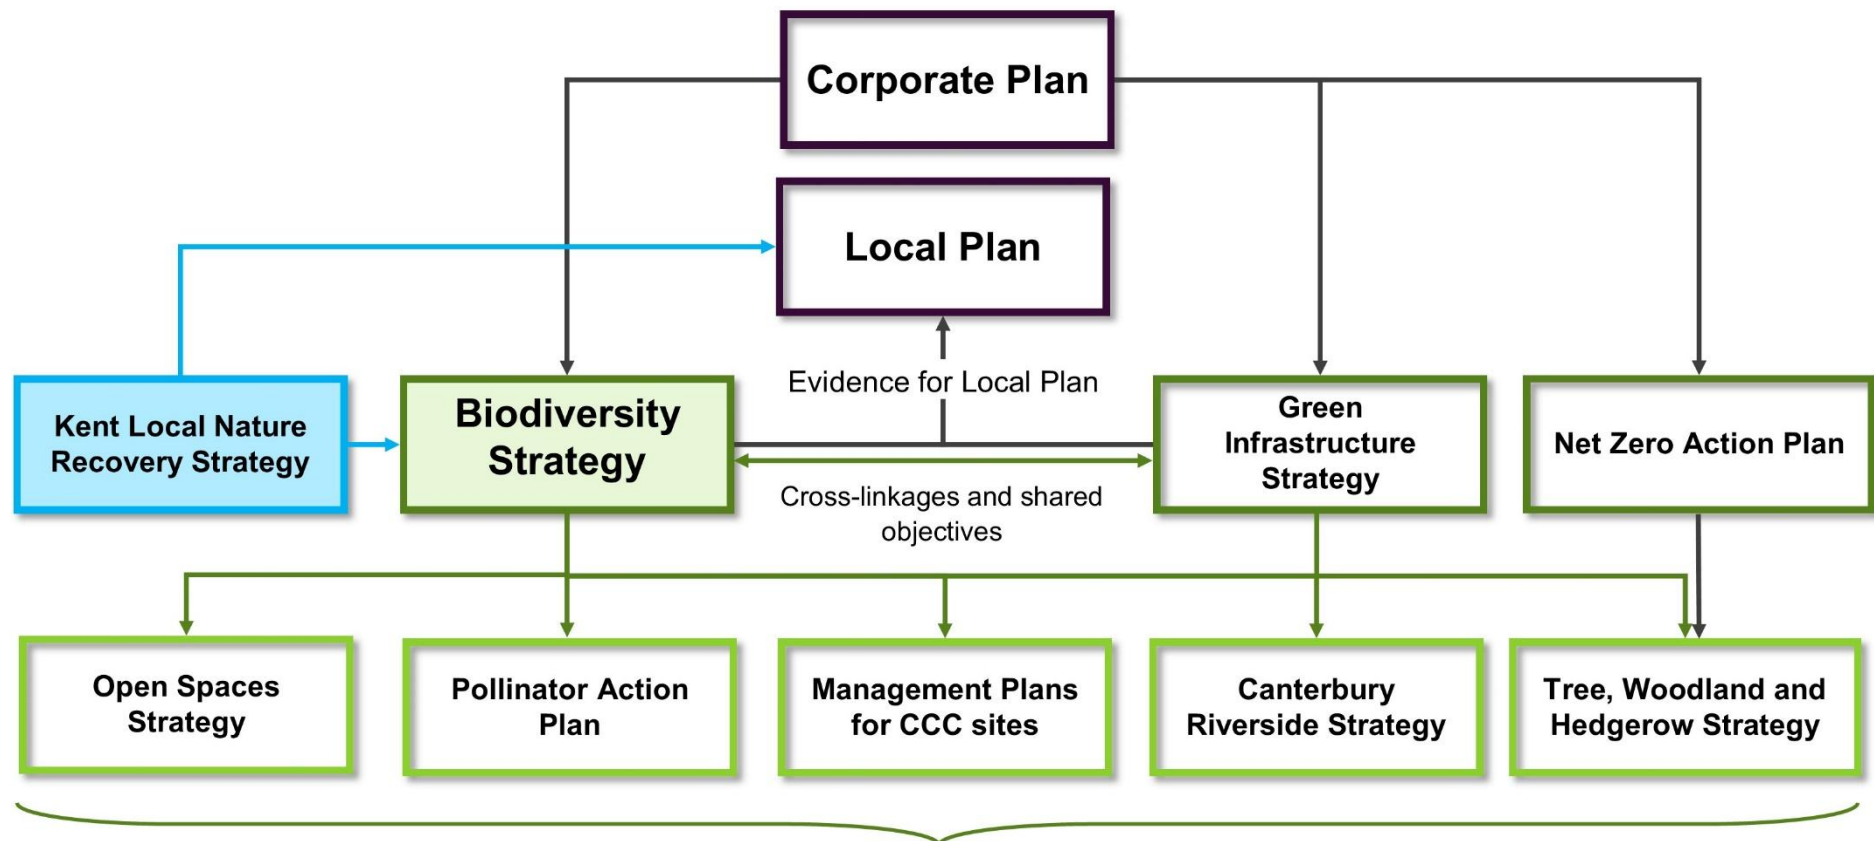 Corporate Plan
Local Plan
Evidence for Local Plan
Kent Local Nature
Recovery Strategy
Biodiversity
Strategy
Green
Infrastructure
Strategy
Net Zero Action Plan
Cross-linkages and shared
objectives
Open Spaces
Strategy
Pollinator Action
Plan
Management Plans
for CCC sites
Canterbury
Riverside Strategy
Tree, Woodland and
Hedgerow Strategy